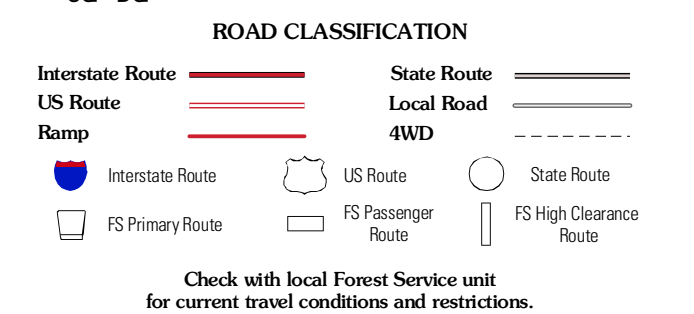 ROAD CLASSIFICATION
Interstate Route
State Route
US Route
Local Road
Ramp
4WD
Interstate Route
US Route
State Route
FS Primary Route
FS Passenger
Route
FS High Clearance
Route
Check with local Forest Service unit
for current travel conditions and restrictions.